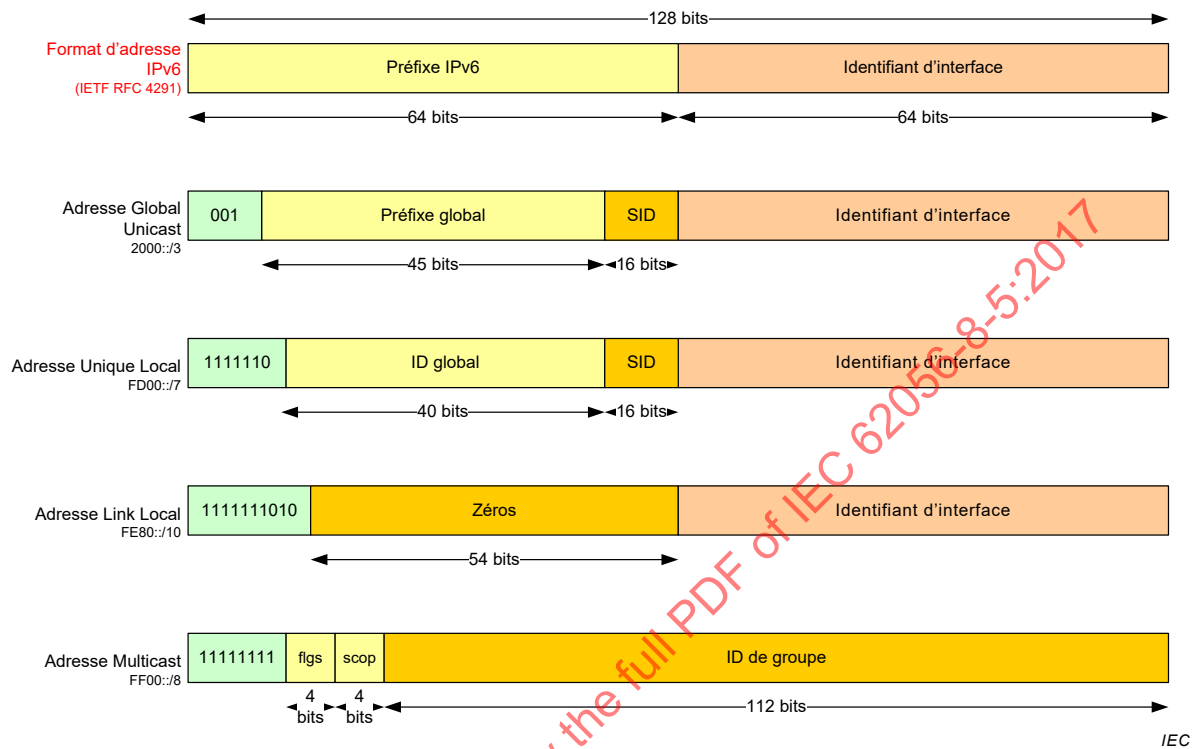 128 bits
Format d'adresse
IPv6
(IETF RFC 4291)
Préfixe IPv6
Identifiant d'interface
64 bits
64 bits
Adresse Global
Unicast
2000::/3
001
Préfixe global
SID
Identifiant d'interface
45 bits
16 bits
Adresse Unique Local
FD00::/7
1111110
ID global
SID
Identifiant d'interface
40 bits
16 bits
Adresse Link Local
FE80::/10
1111111010
Zéros
Identifiant d'interface
54 bits
Adresse Multicast
FF00::/8
11111111
flgs
scop
ID de groupe
4
bits
4
bits
112 bits
IEC
the full PDF of IEC 62056-8-5:2017